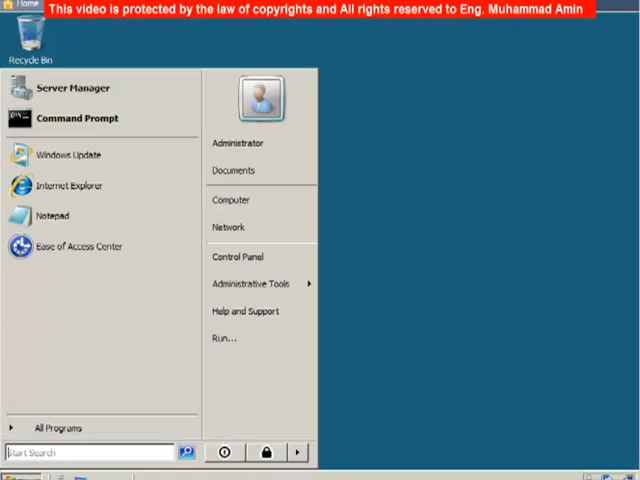 Home
This video is protected by the law of copyrights and All rights reserved to Eng. Muhammad Amin
Recycle Bin
Server Manager
Command Prompt
Windows Update
Internet Explorer
Notepad
Ease of Access Center
All Programs
Start Search
Administrator
Documents
Computer
Network
Control Panel
Administrative Tools
Help and Support
Run...